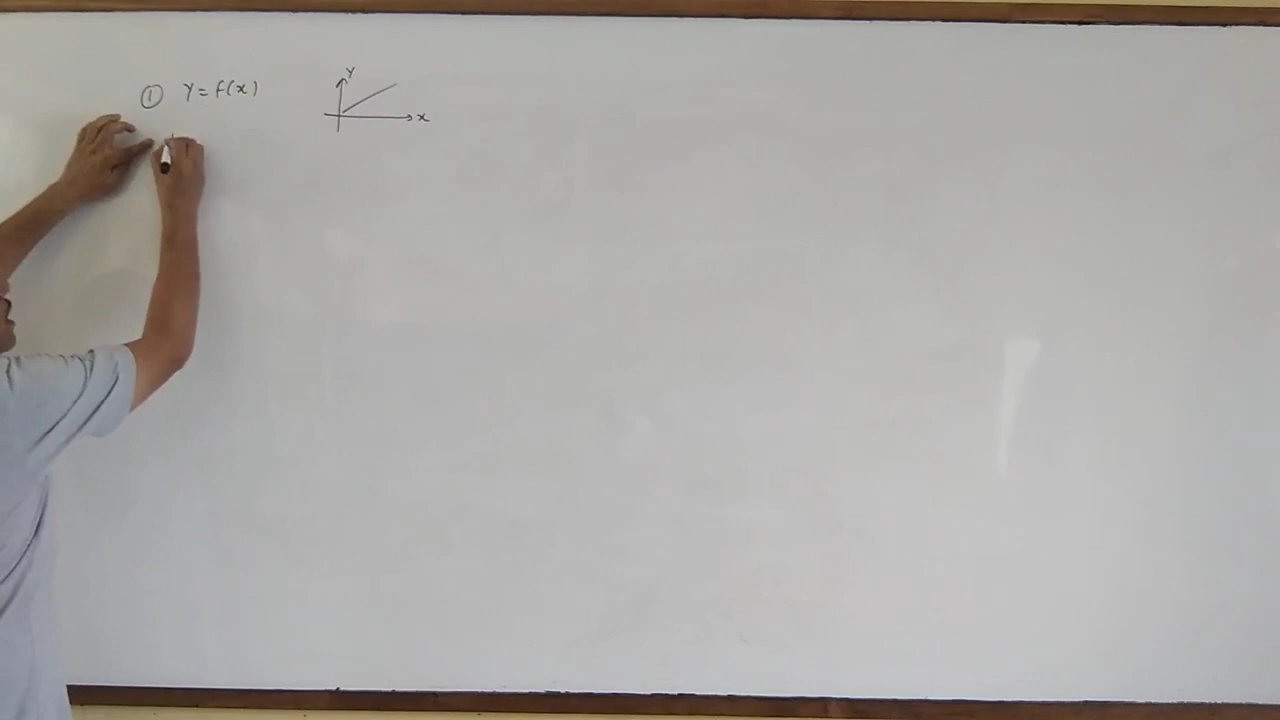 ① y = f(x)
y
x